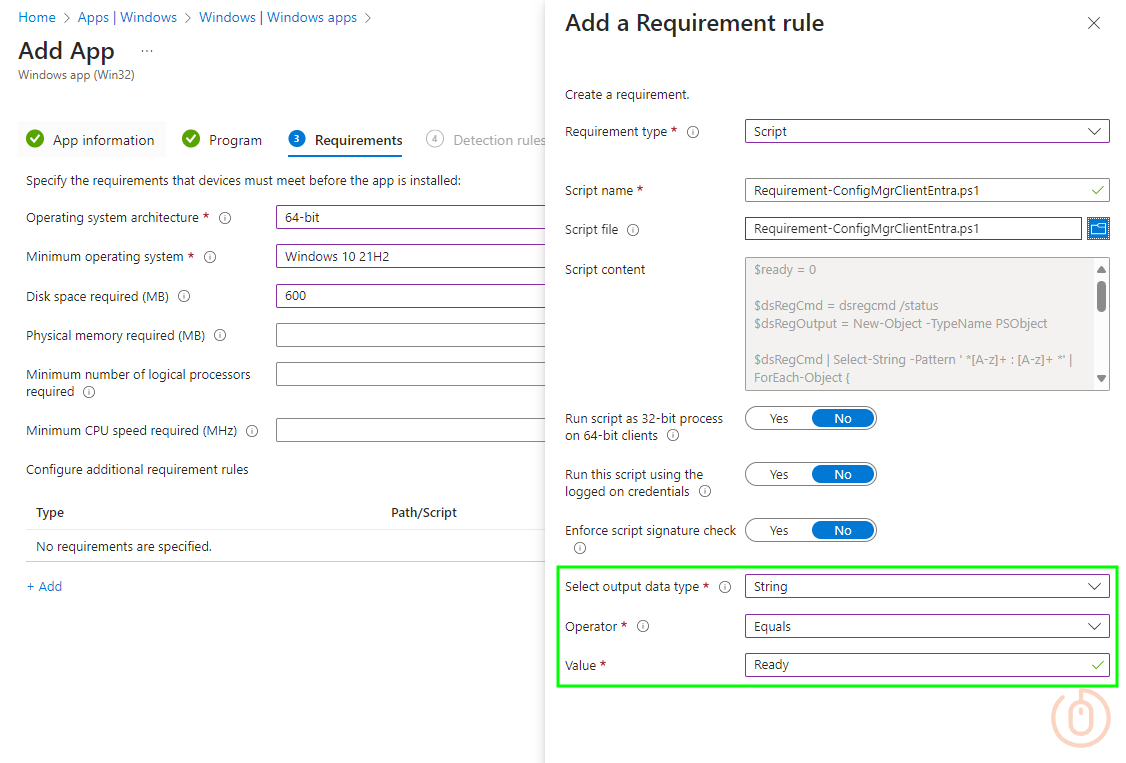 Home > Apps | Windows > Windows | Windows apps >
Add App ...
Windows app (Win32)
App information
Program
3 Requirements
4 Detection rules
Specify the requirements that devices must meet before the app is installed:
Operating system architecture *
64-bit
Minimum operating system *
Windows 10 21H2
Disk space required (MB)
600
Physical memory required (MB)
Minimum number of logical processors
required
Minimum CPU speed required (MHz)
Configure additional requirement rules
Type
Path/Script
No requirements are specified.
+ Add
Add a Requirement rule
Create a requirement.
Requirement type *
Script
Script name *
Requirement-ConfigMgrClientEntra.ps1
Script file
Requirement-ConfigMgrClientEntra.ps1
Script content
$ready = 0
$dsRegCmd = dsregcmd /status
$dsRegOutput = New-Object -TypeName PSObject
$dsRegCmd | Select-String -Pattern ' *[A-z]+ : [A-z]+ *' |
ForEach-Object {
Run script as 32-bit process
on 64-bit clients
Yes No
Run this script using the
logged on credentials
Yes No
Enforce script signature check
Yes No
Select output data type *
String
Operator *
Equals
Value *
Ready